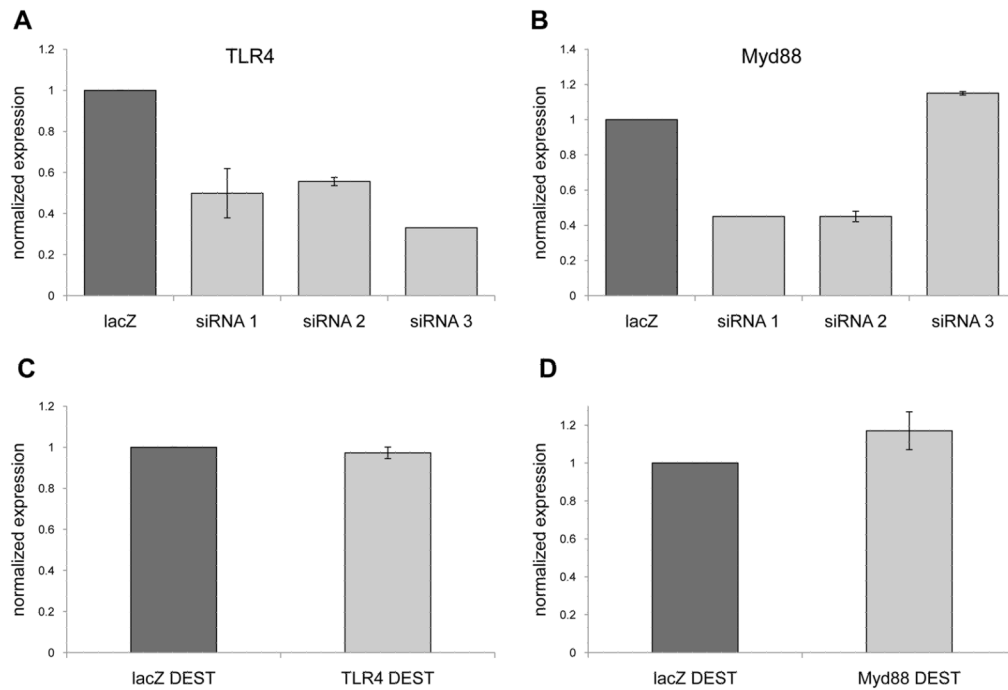 A
TLR4
normalized expression
1.2
1
0.8
0.6
0.4
0.2
0
lacZ siRNA 1 siRNA 2 siRNA 3
B
Myd88
normalized expression
1.4
1.2
1
0.8
0.6
0.4
0.2
0
lacZ siRNA 1 siRNA 2 siRNA 3
C
normalized expression
1.2
1
0.8
0.6
0.4
0.2
0
lacZ DEST TLR4 DEST
D
normalized expression
1.2
1
0.8
0.6
0.4
0.2
0
lacZ DEST Myd88 DEST